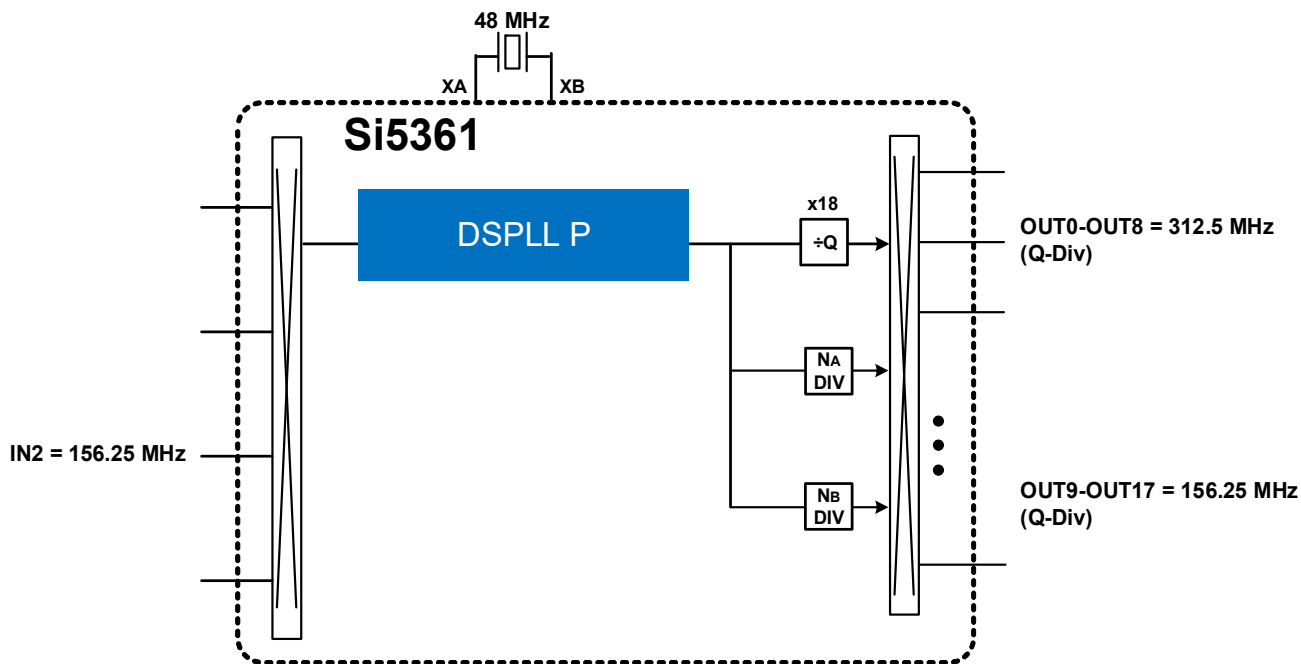 48 MHz
XA
XB
Si5361
DSPLL P
x18
÷Q
OUT0-OUT8 = 312.5 MHz
(Q-Div)
NA
DIV
IN2 = 156.25 MHz
NB
DIV
OUT9-OUT17 = 156.25 MHz
(Q-Div)